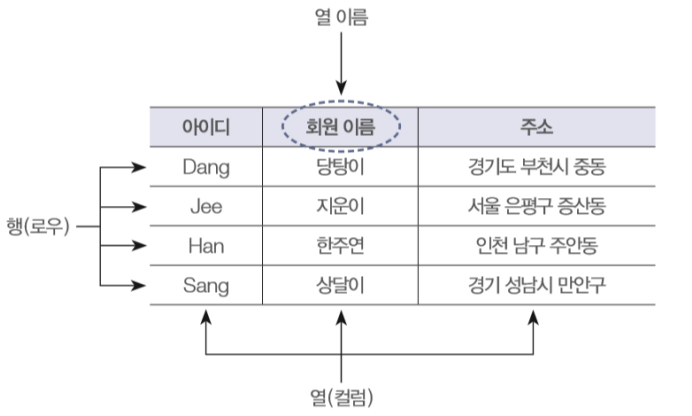 열 이름
아이디 회원 이름 주소
Dang 당탕이 경기도 부천시 중동
Jee 지운이 서울 은평구 증산동
행(로우)
Han 한주연 인천 남구 주안동
Sang 상달이 경기 성남시 만안구
열(컬럼)